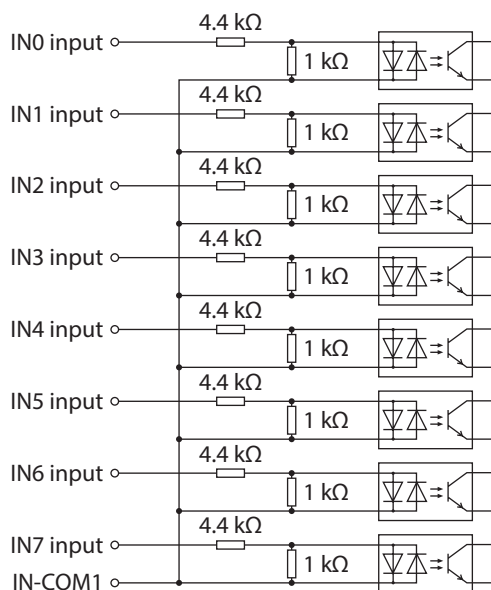 4.4 kΩ
IN0 input
1 kΩ
4.4 kΩ
IN1 input
1 kΩ
4.4 kΩ
IN2 input
1 kΩ
4.4 kΩ
IN3 input
1 kΩ
4.4 kΩ
IN4 input
1 kΩ
4.4 kΩ
IN5 input
1 kΩ
4.4 kΩ
IN6 input
1 kΩ
4.4 kΩ
IN7 input
1 kΩ
IN-COM1